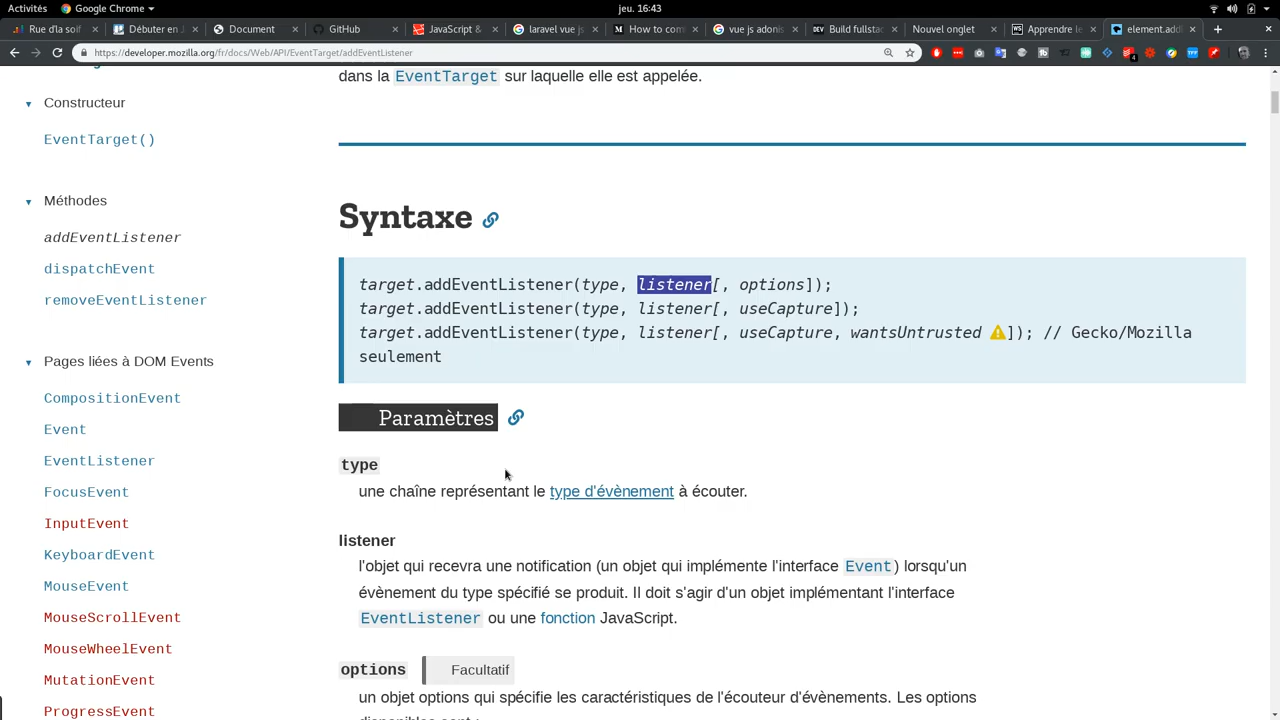 Activités
Google Chrome
jeu. 16:43
Rue d'la soif
Débuter en J
Document
GitHub
JavaScript &
laravel vue js
How to com
vue js adonis
Build fullsta
Nouvel onglet
Apprendre le
element.add
https://developer.mozilla.org/fr/docs/Web/API/EventTarget/addEventListener
dans la EventTarget sur laquelle elle est appelée.
Constructeur
EventTarget()
Méthodes
addEventListener
dispatchEvent
removeEventListener
Pages liées à DOM Events
CompositionEvent
Event
EventListener
FocusEvent
InputEvent
KeyboardEvent
MouseEvent
MouseScrollEvent
MouseWheelEvent
MutationEvent
ProgressEvent
Syntaxe
target.addEventListener(type, listener[, options]);
target.addEventListener(type, listener[, useCapture]);
target.addEventListener(type, listener[, useCapture, wantsUntrusted ]); // Gecko/Mozilla
seulement
Paramètres
type
une chaîne représentant le type d'évènement à écouter.
listener
l'objet qui recevra une notification (un objet qui implémente l'interface Event) lorsqu'un
évènement du type spécifié se produit. Il doit s'agir d'un objet implémentant l'interface
EventListener ou une fonction JavaScript.
options Facultatif
un objet options qui spécifie les caractéristiques de l'écouteur d'évènements. Les options